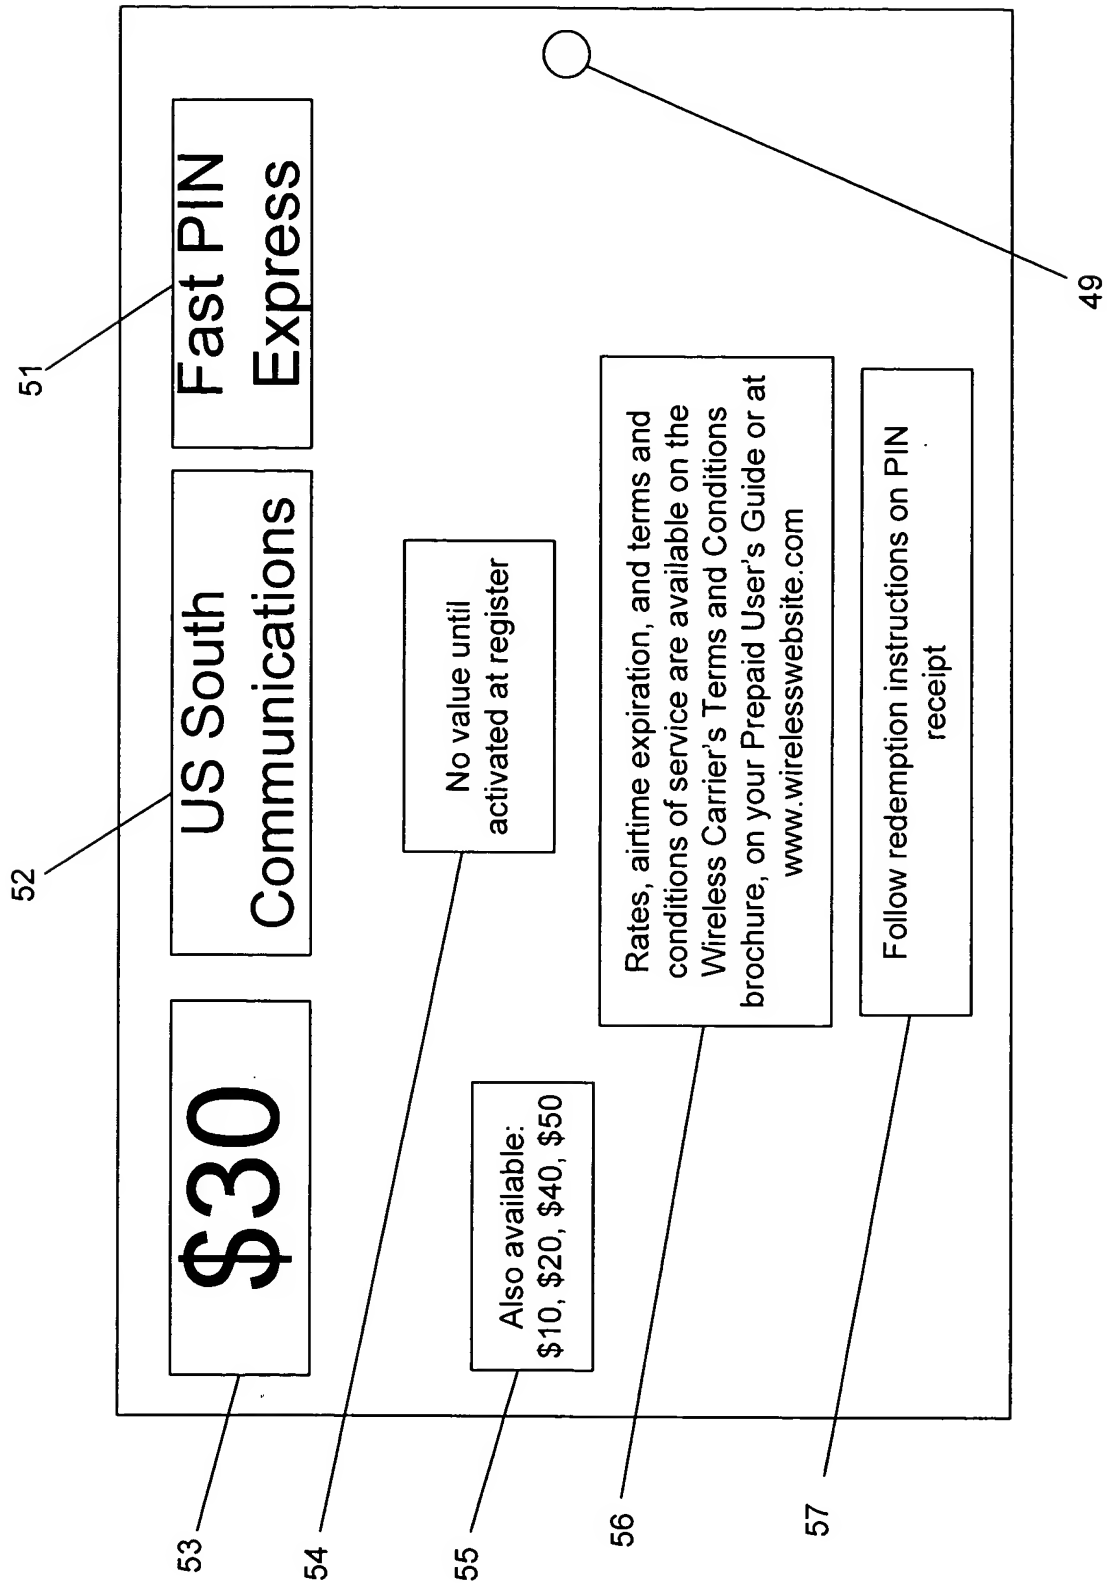 53
$30
52
US South
Communications
51
Fast PIN
Express
54
No value until
activated at register
55
Also available:
$10, $20, $40, $50
56
Rates, airtime expiration, and terms and
conditions of service are available on the
Wireless Carrier's Terms and Conditions
brochure, on your Prepaid User's Guide or at
www.wirelesswebsite.com
57
Follow redemption instructions on PIN
receipt
49